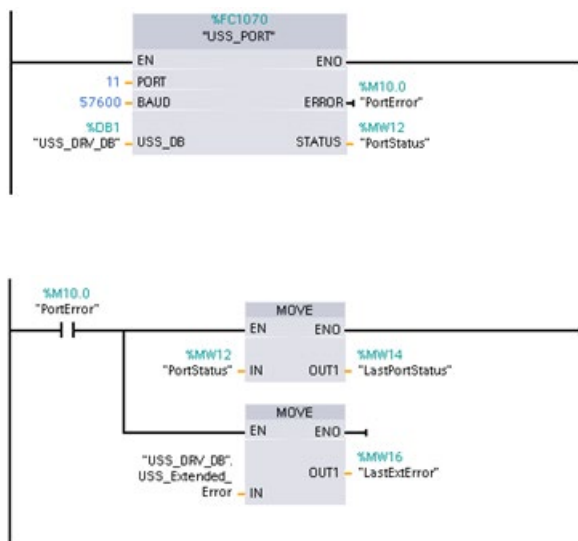 %FC1070
"USS_PORT"
EN ENO
11 PORT
%M10.0
57600 BAUD ERROR "PortError"
%DB1 %MW12
"USS_DRV_DB" USS_DB STATUS "PortStatus"
%M10.0
"PortError"
MOVE
EN ENO
%MW12 %MW14
"PortStatus" IN OUT1 "LastPortStatus"
MOVE
EN ENO
"USS_DRV_DB". %MW16
USS_Extended_ OUT1 "LastExtError"
Error IN